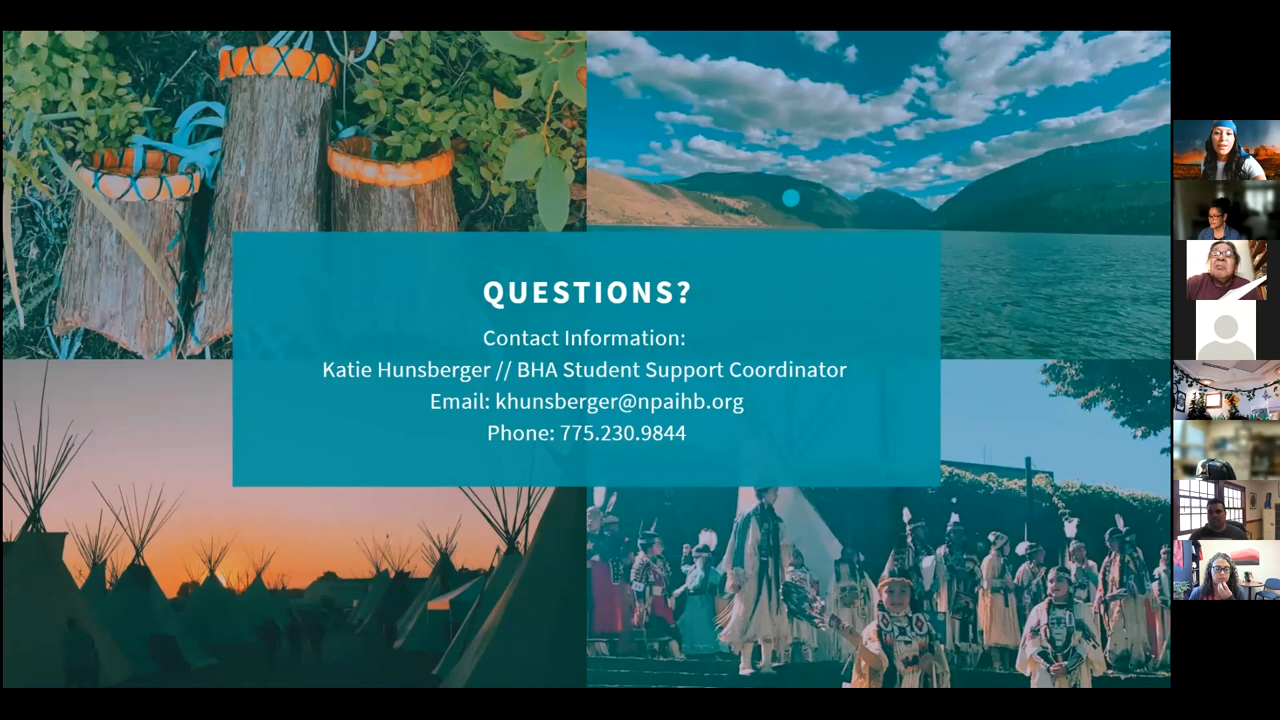 QUESTIONS?
Contact Information:
Katie Hunsberger // BHA Student Support Coordinator
Email: khunsberger@npaihb.org
Phone: 775.230.9844